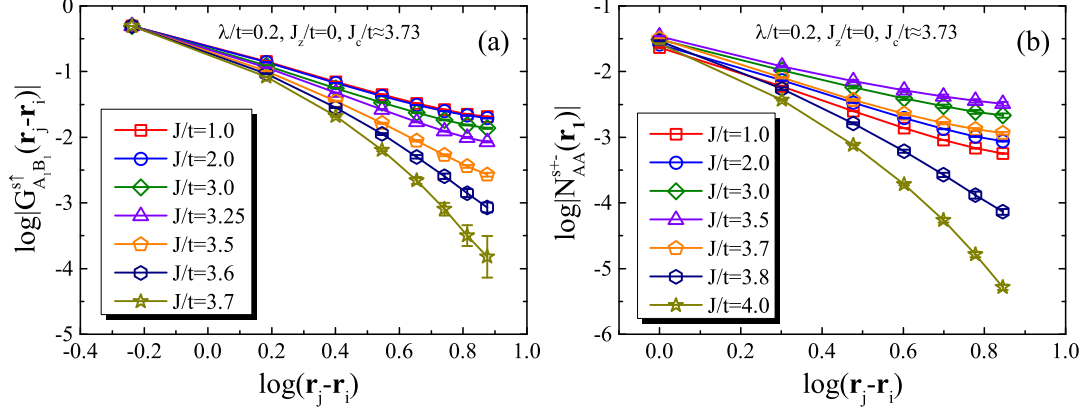 λ/t=0.2, J_z/t=0, J_c/t≈3.73
(a)
log|G^{s↑}_{A_1B_1}(r_j-r_i)|
0
-1
-2
-3
-4
-5
J/t=1.0
J/t=2.0
J/t=3.0
J/t=3.25
J/t=3.5
J/t=3.6
J/t=3.7
-0.4 -0.2 0.0 0.2 0.4 0.6 0.8 1.0
log(r_j-r_i)
λ/t=0.2, J_z/t=0, J_c/t≈3.73
(b)
log|N^{s+-}_{AA}(r_1)|
-1
-2
-3
-4
-5
-6
J/t=1.0
J/t=2.0
J/t=3.0
J/t=3.5
J/t=3.7
J/t=3.8
J/t=4.0
0.0 0.2 0.4 0.6 0.8 1.0
log(r_j-r_i)